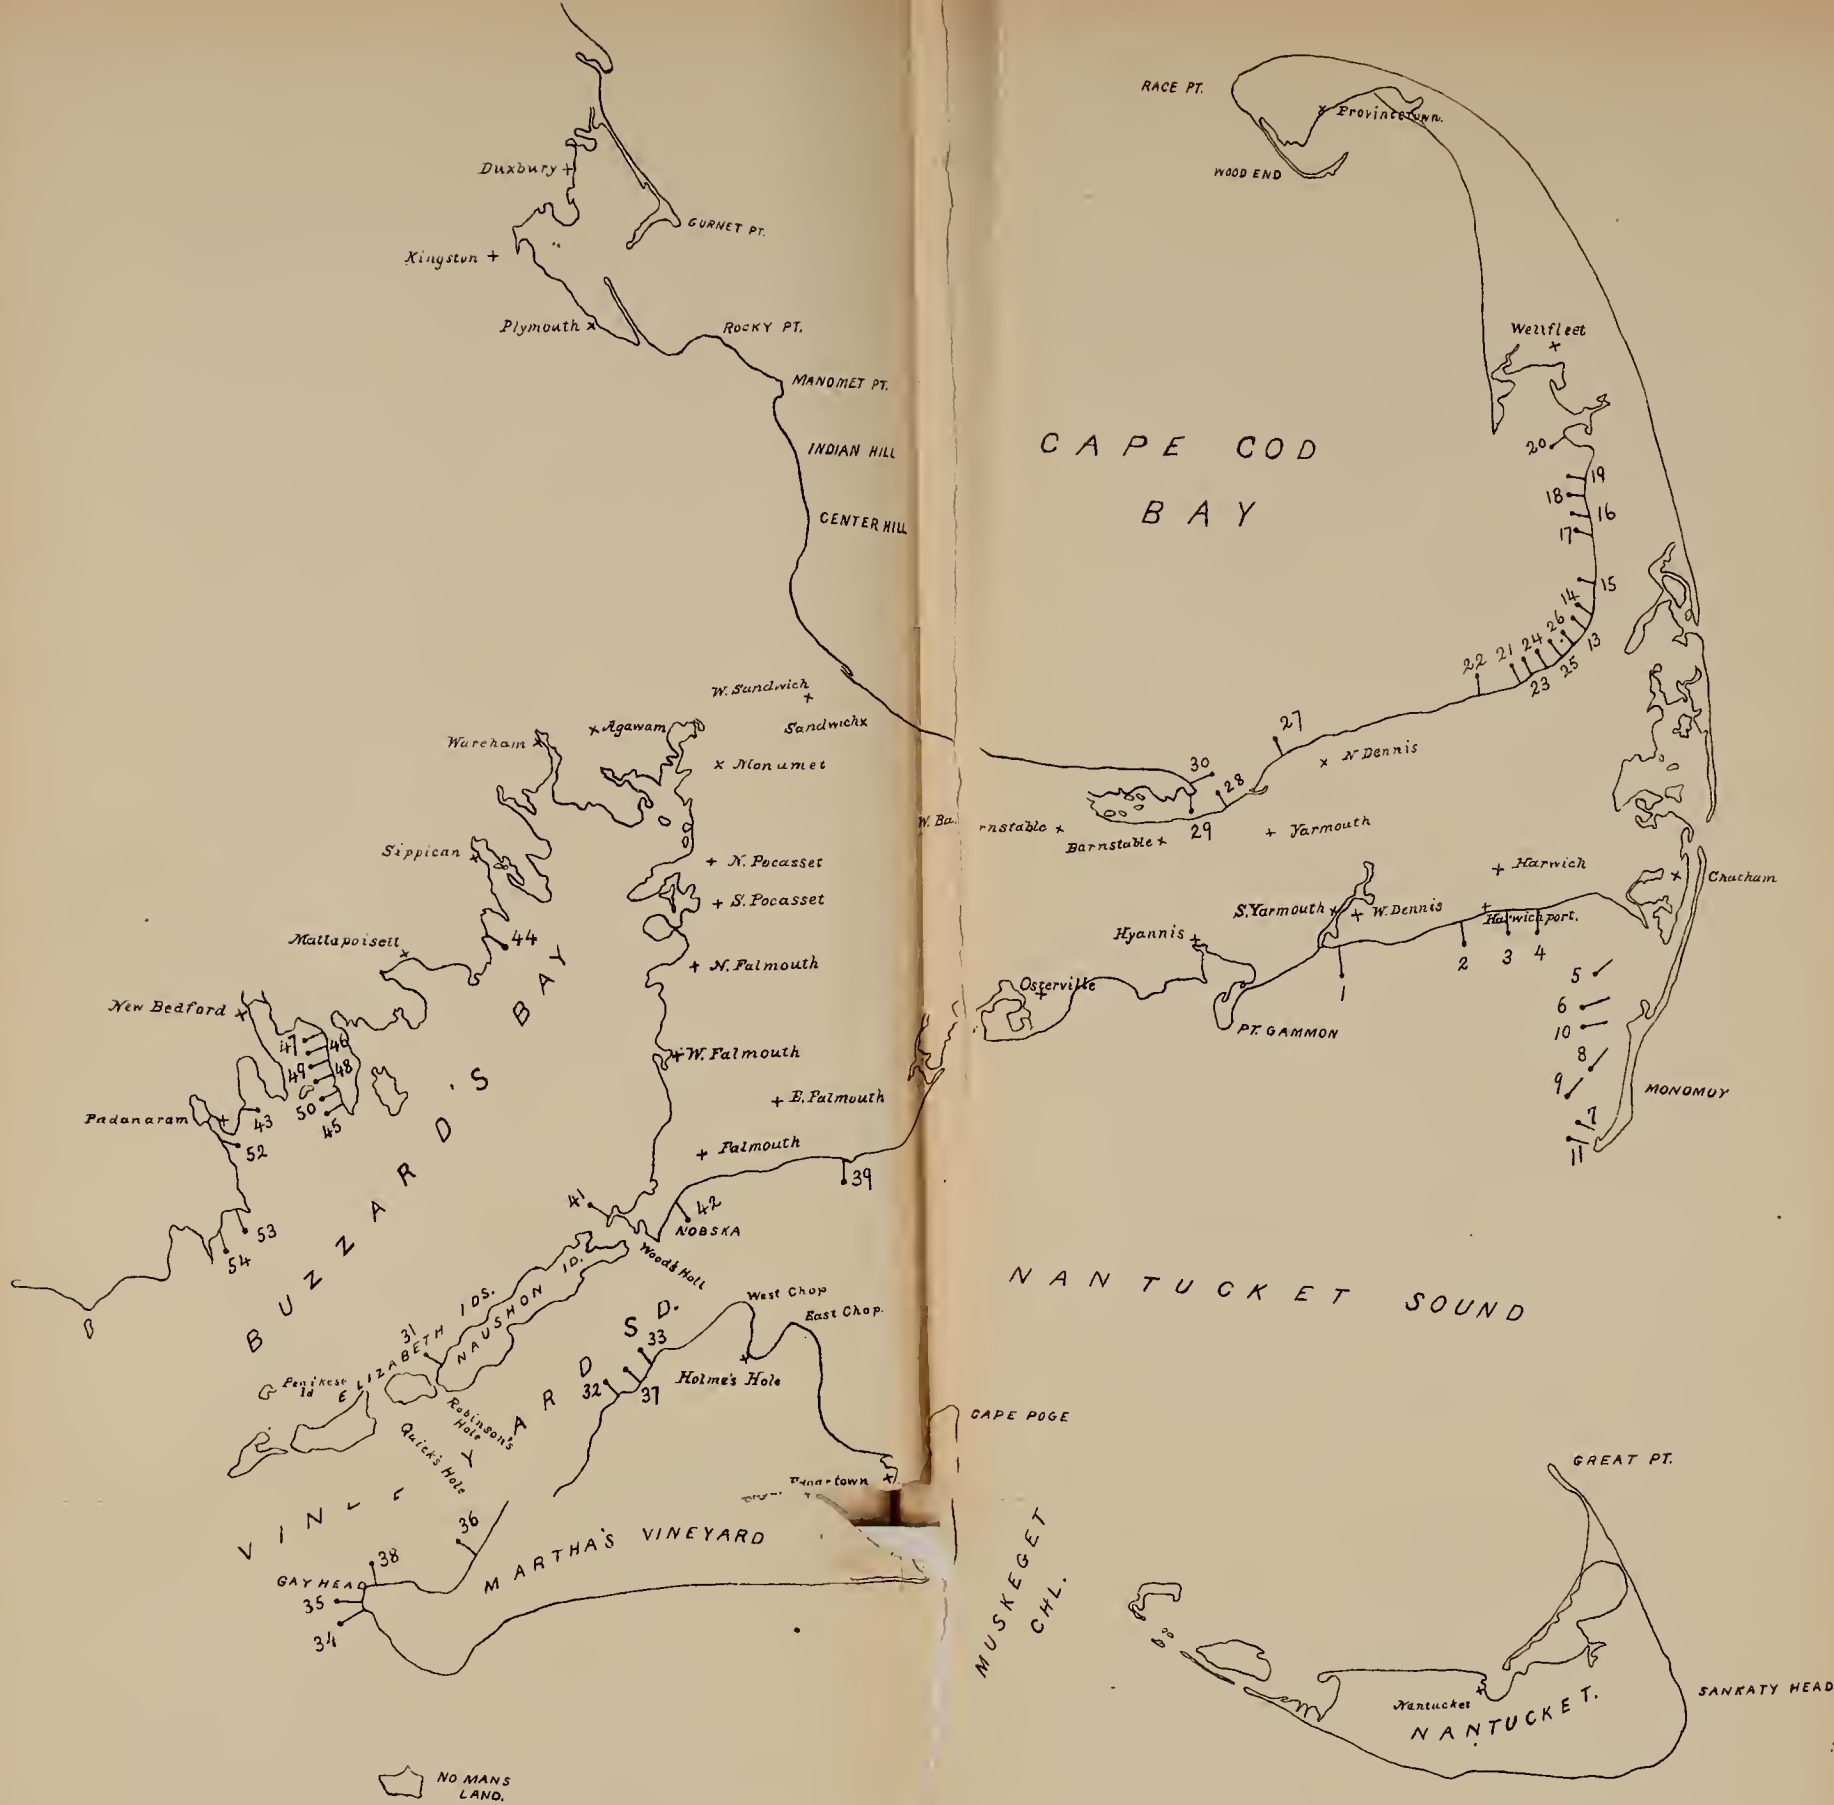 RACE PT.
Provincetown.
WOOD END
Duxbury
GURNET PT.
Kingston
Plymouth
ROCKY PT.
MANOMET PT.
INDIAN HILL
CENTER HILL
CAPE COD
BAY
Wellfleet
20
19
18
16
17
15
14
26
13
24
21
22
25
23
27
N Dennis
30
28
29
W. Sandwich
Sandwich
Agawam
Wareham
Monumet
W. Barnstable
Barnstable
Yarmouth
Sippican
N. Pocasset
S. Pocasset
Harwich
Chatham
S. Yarmouth
W. Dennis
Harwichport.
Hyannis
Mattapoisett
44
N. Falmouth
Osterville
1
2
3
4
5
6
10
8
9
7
11
PT. GAMMON
MONOMOY
New Bedford
47
46
49
48
50
45
43
Padanaram
52
W. Falmouth
E. Falmouth
Falmouth
39
53
54
41
42
NOBSKA
Wood's Holl
BUZZARD'S BAY
NANTUCKET SOUND
West Chop
East Chop.
31
ELIZABETH IDS.
NAUSHON ID.
Penikese
Id
Robinson's
Hole
Quick's Hole
33
32
37
Holme's Hole
CAPE POGE
GREAT PT.
VINEYARD SD.
36
38
GAY HEAD
35
34
MARTHA'S VINEYARD
MUSKEGET
CHL.
Nantucket
NANTUCKET.
SANKATY HEAD
NO MANS
LAND.